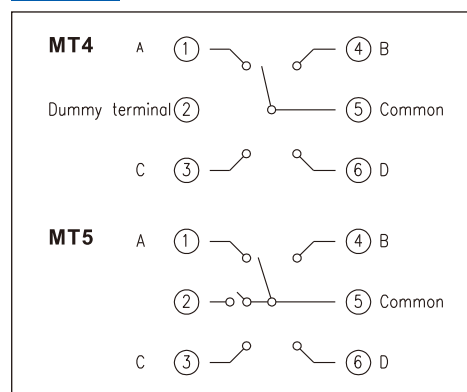 MT4 A 1 4 B
Dummy terminal 2 5 Common
C 3 6 D
MT5 A 1 4 B
2 5 Common
C 3 6 D